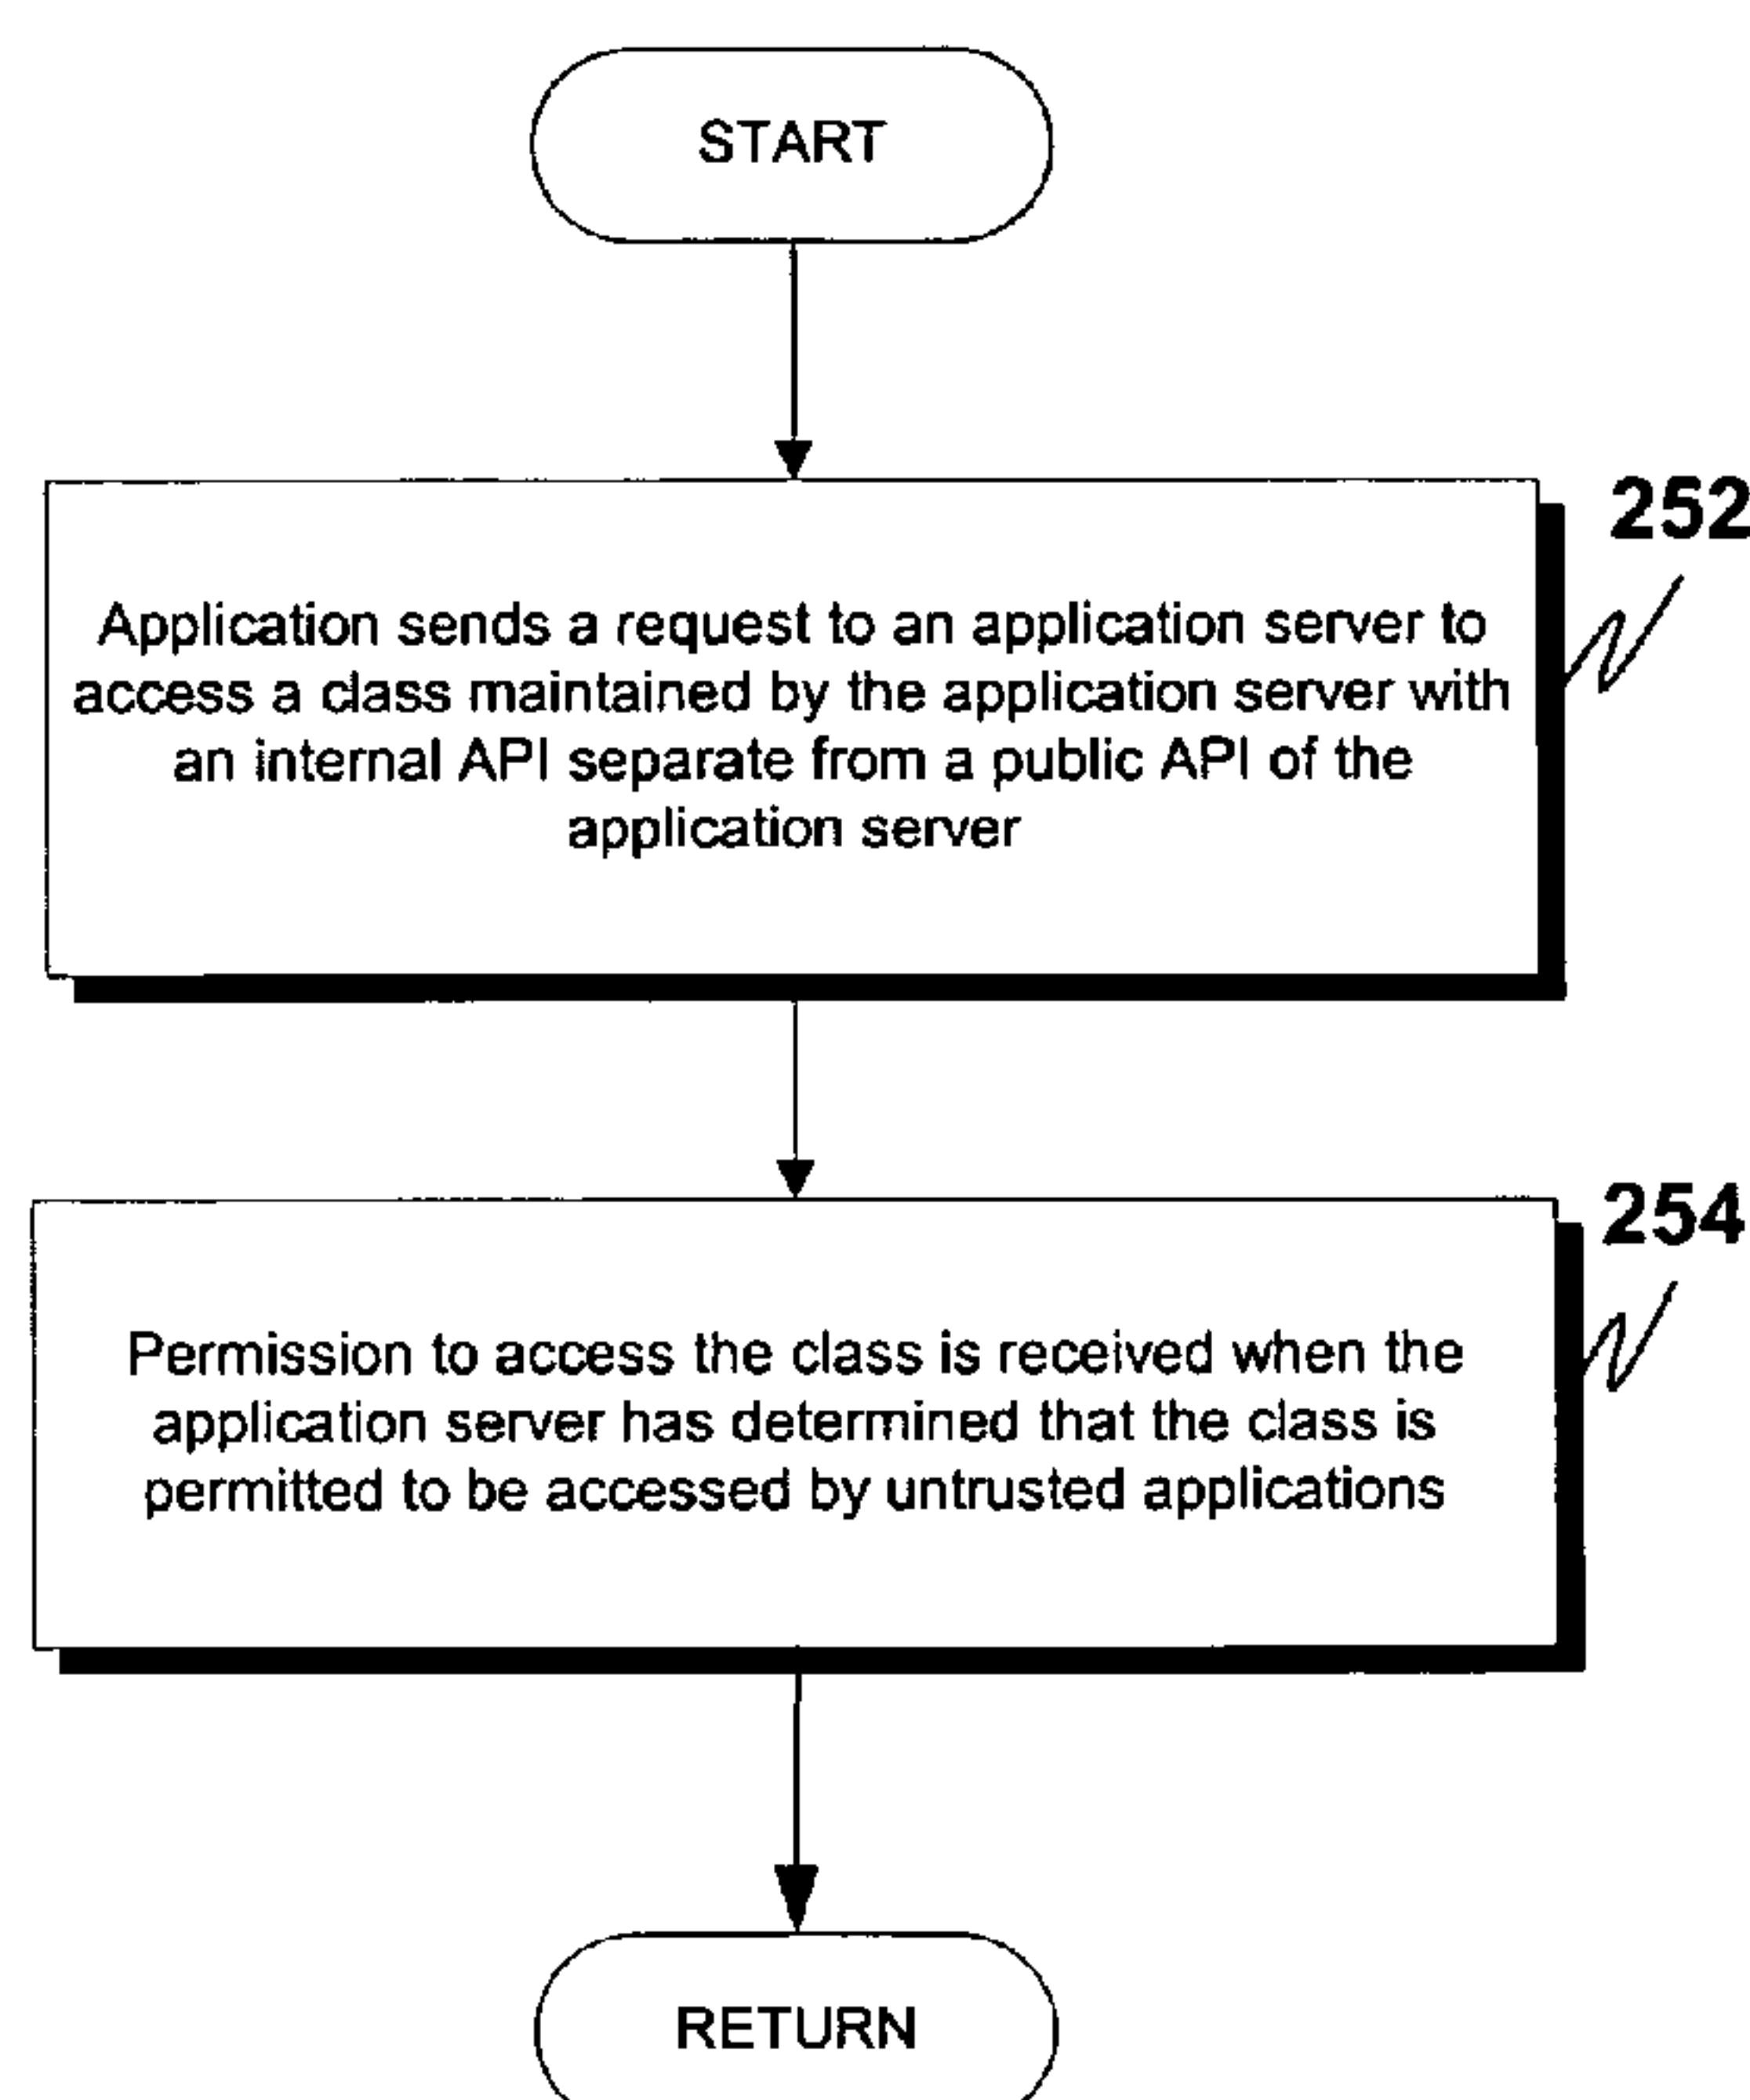 START
252
Application sends a request to an application server to
access a class maintained by the application server with
an internal API separate from a public API of the
application server
254
Permission to access the class is received when the
application server has determined that the class is
permitted to be accessed by untrusted applications
RETURN